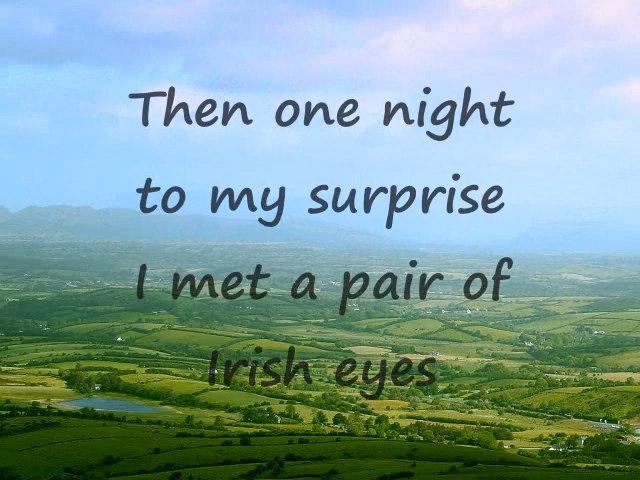 Then one night
to my surprise
I met a pair of
Irish eyes